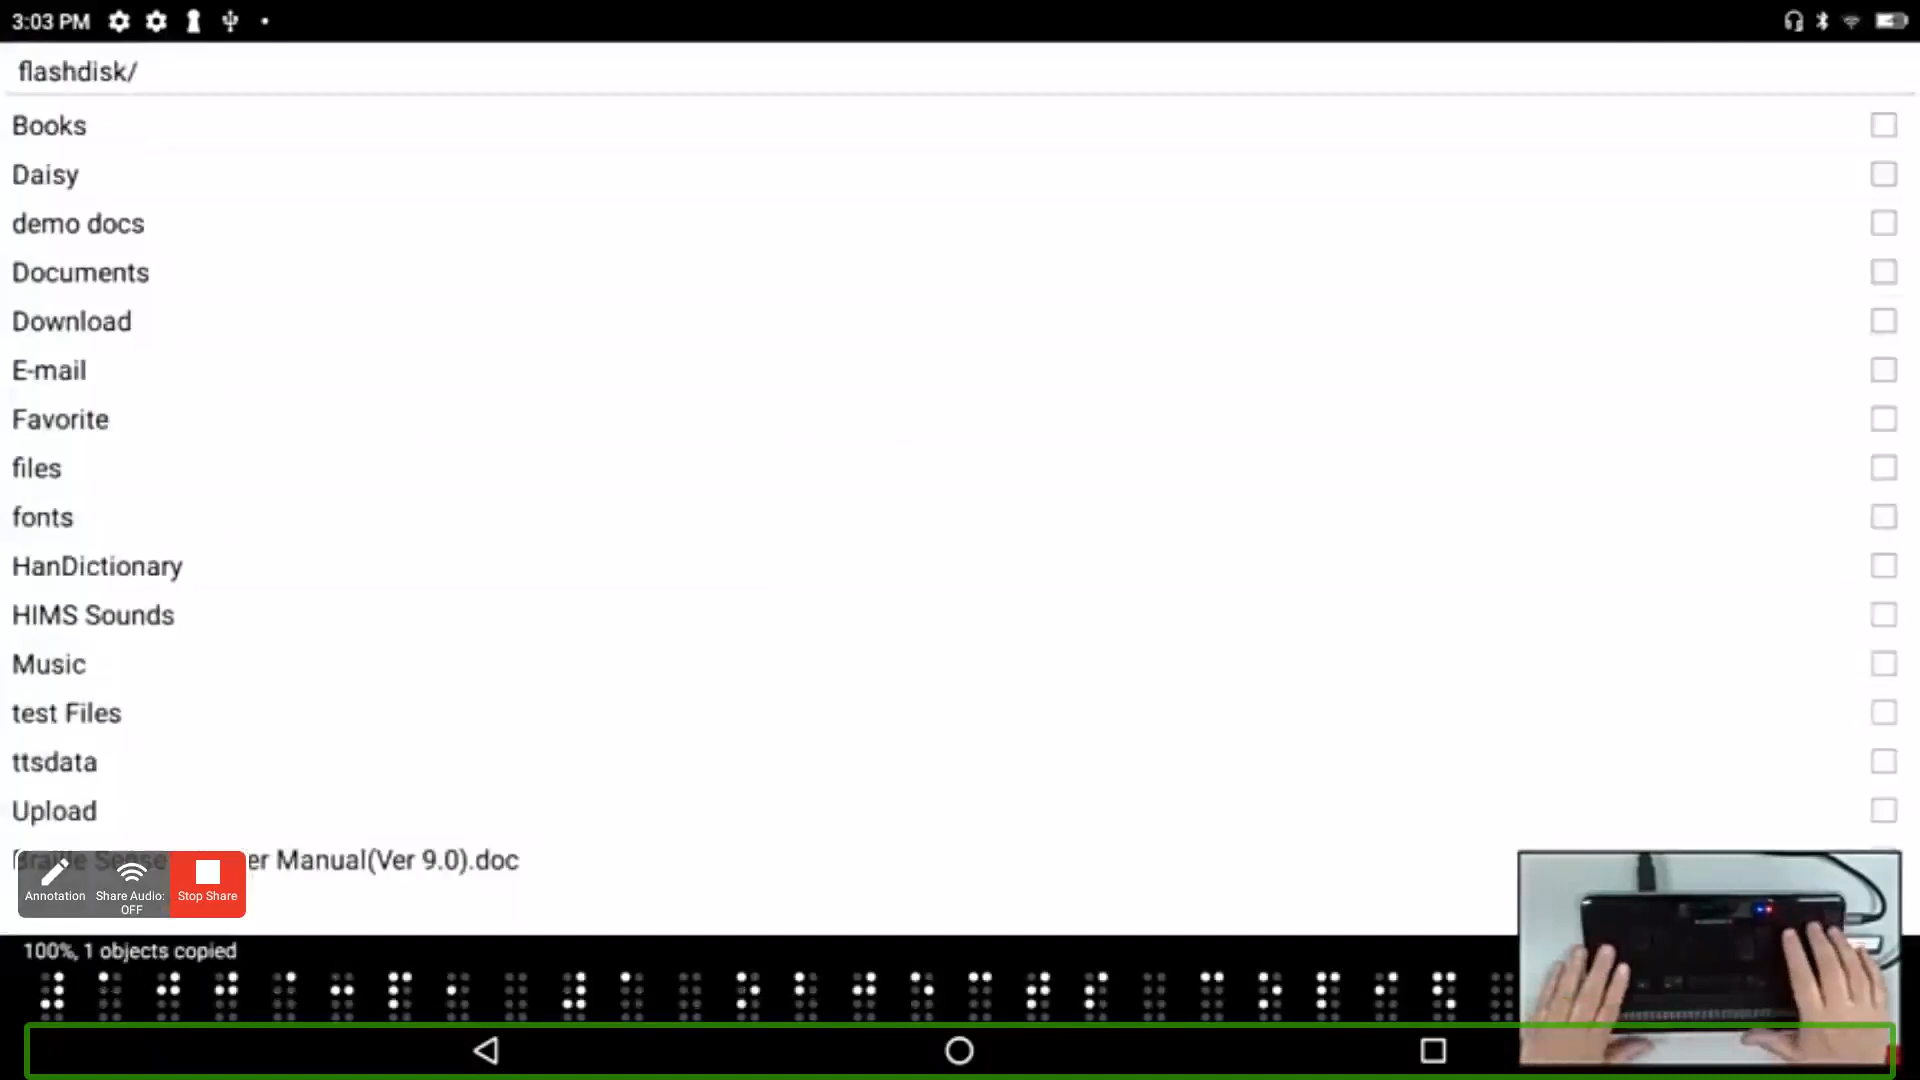 3:03 PM
flashdisk/
Books
Daisy
demo docs
Documents
Download
E-mail
Favorite
files
fonts
HanDictionary
HIMS Sounds
Music
test Files
ttsdata
Upload
Braille Sense er Manual(Ver 9.0).doc
Annotation
Share Audio: OFF
Stop Share
100%, 1 objects copied